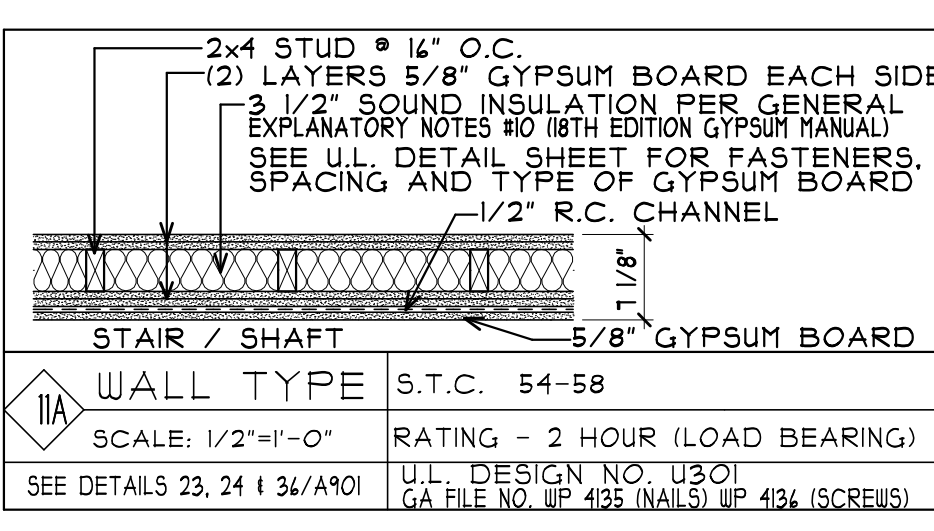 2x4 STUD @ 16" O.C.
(2) LAYERS 5/8" GYPSUM BOARD EACH SIDE
3 1/2" SOUND INSULATION PER GENERAL
EXPLANATORY NOTES #10 (18TH EDITION GYPSUM MANUAL)
SEE U.L. DETAIL SHEET FOR FASTENERS,
SPACING AND TYPE OF GYPSUM BOARD
1/2" R.C. CHANNEL
7 1/8"
STAIR / SHAFT
5/8" GYPSUM BOARD
11A
WALL TYPE
S.T.C. 54-58
SCALE: 1/2"=1'-0"
RATING - 2 HOUR (LOAD BEARING)
SEE DETAILS 23, 24 & 36/A901
U.L. DESIGN NO. U301
GA FILE NO. WP 4135 (NAILS) WP 4136 (SCREWS)